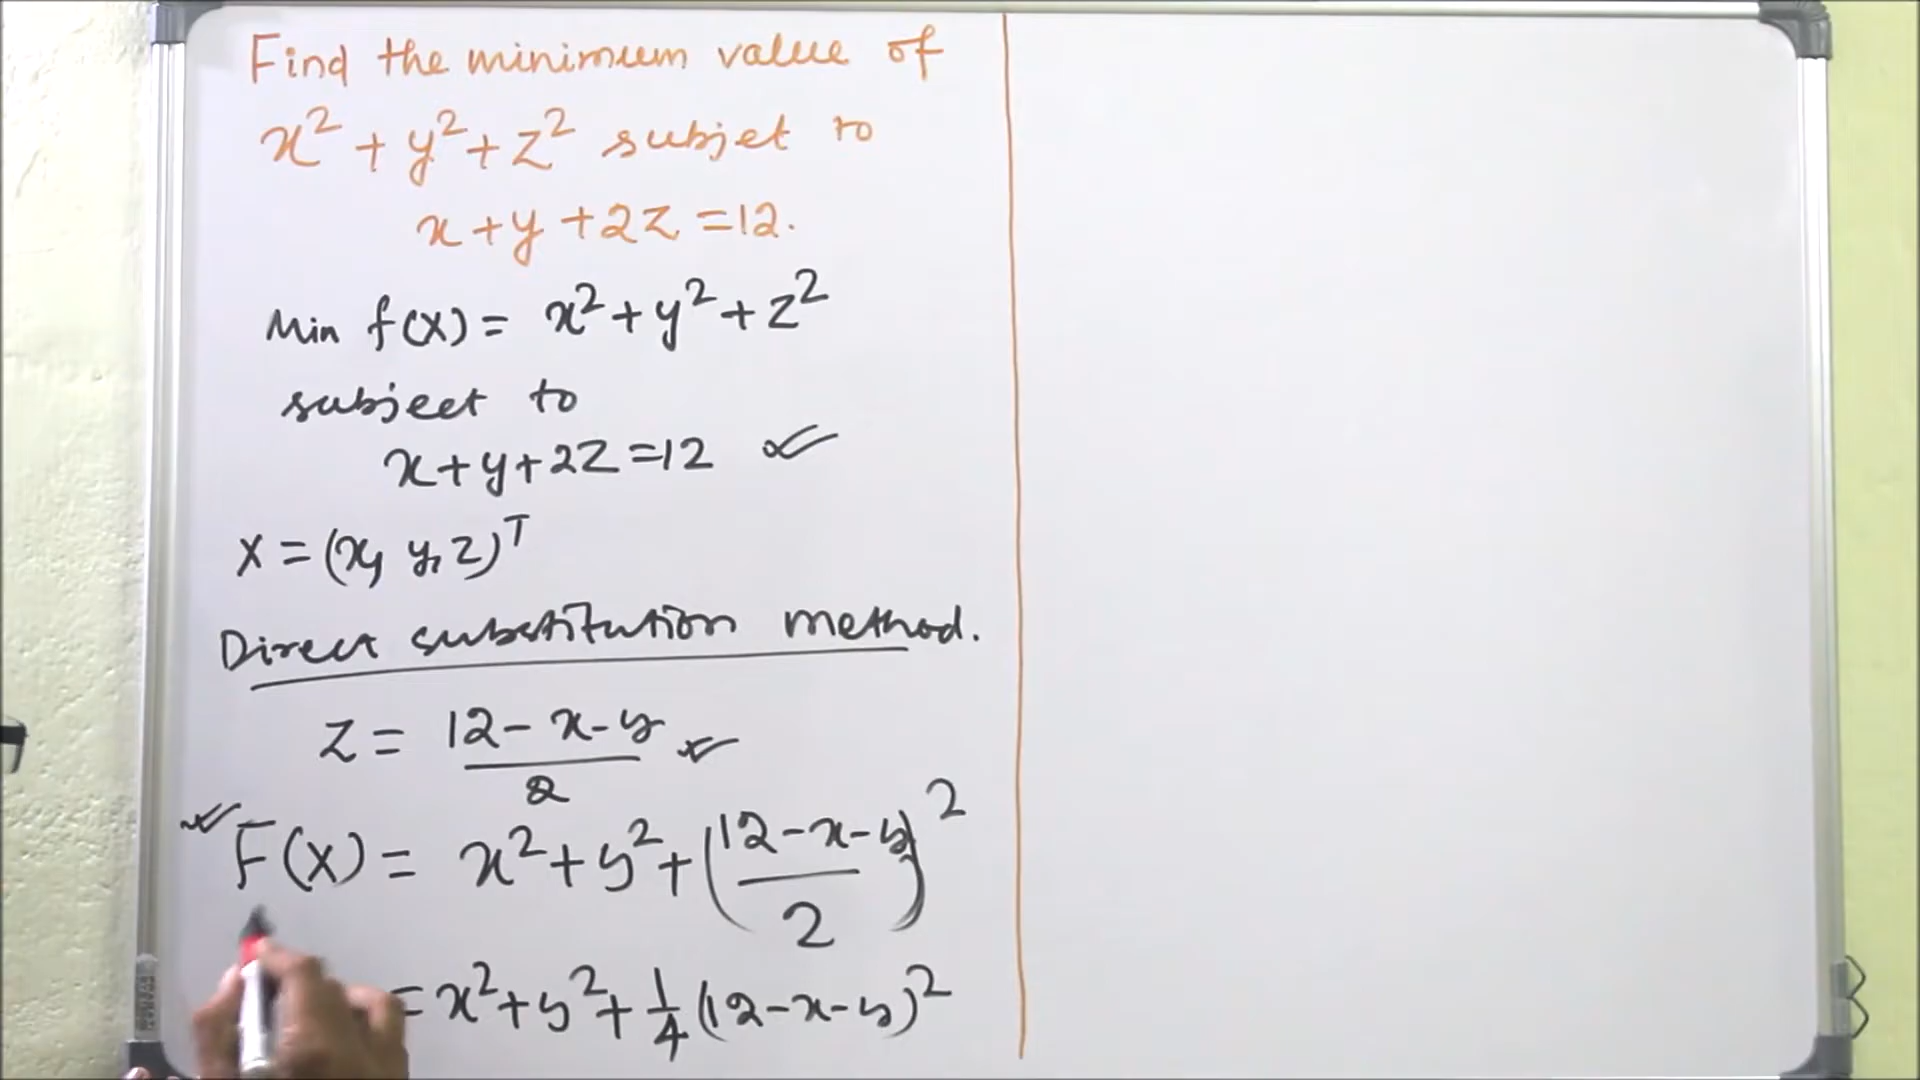 Find the minimum value of
x² + y² + z² subjet to
x + y + 2z = 12.
Min f(X) = x² + y² + z²
subject to
x + y + 2z = 12
X = (x, y, z)ᵀ
Direct substitution method.
z = (12 - x - y)/2
F(X) = x² + y² + ((12 - x - y)/2)²
= x² + y² + 1/4 (12 - x - y)²